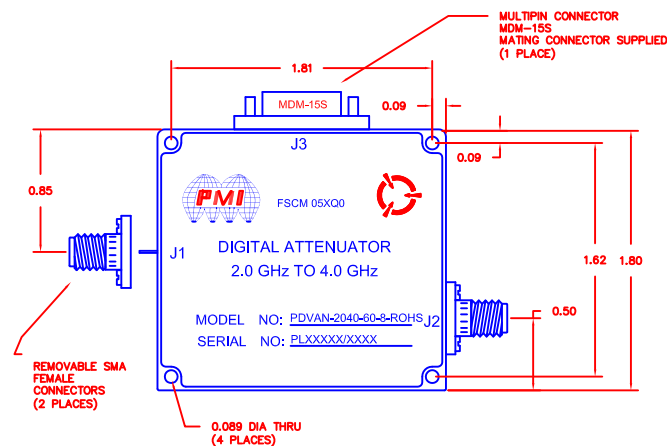 MULTIPIN CONNECTOR
MDM-15S
MATING CONNECTOR SUPPLIED
(1 PLACE)
1.81
MDM-15S
0.09
J3
0.09
0.85
PMI
FSCM 05XQ0
J1
DIGITAL ATTENUATOR
2.0 GHz TO 4.0 GHz
1.62
1.80
MODEL NO: PDVAN-2040-60-8-ROHS
J2
0.50
SERIAL NO: PLXXXXX/XXXX
REMOVABLE SMA
FEMALE
CONNECTORS
(2 PLACES)
0.089 DIA THRU
(4 PLACES)